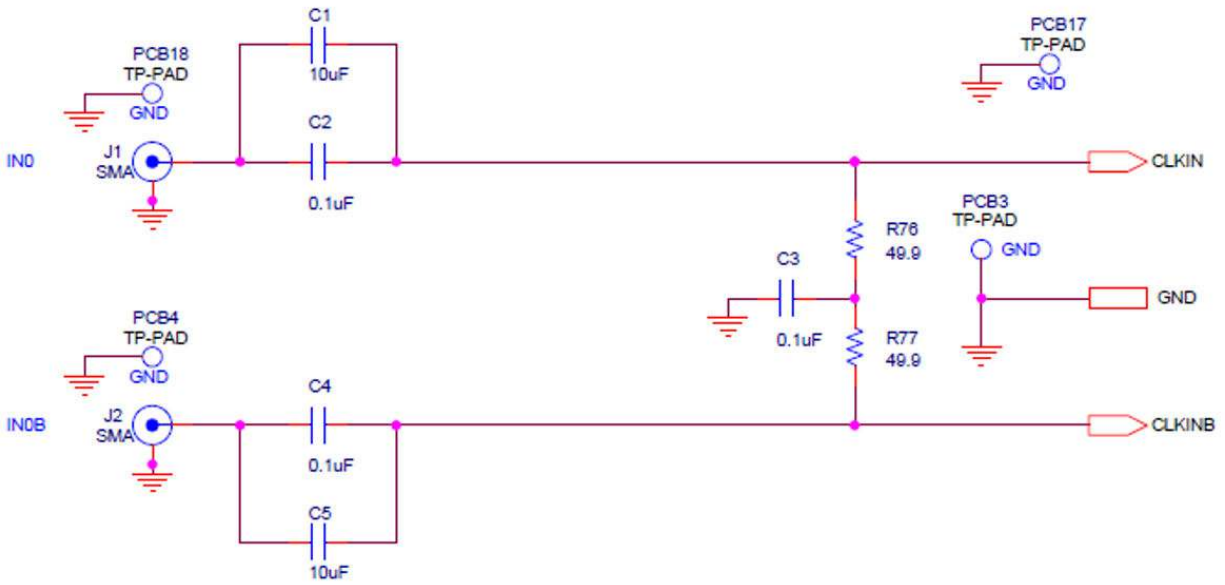 C1
10uF
PCB18
TP-PAD
GND
PCB17
TP-PAD
GND
C2
0.1uF
IN0
J1
SMA
CLKIN
R76
49.9
PCB3
TP-PAD
GND
C3
0.1uF
GND
R77
49.9
PCB4
TP-PAD
GND
C4
0.1uF
IN0B
J2
SMA
CLKINB
C5
10uF